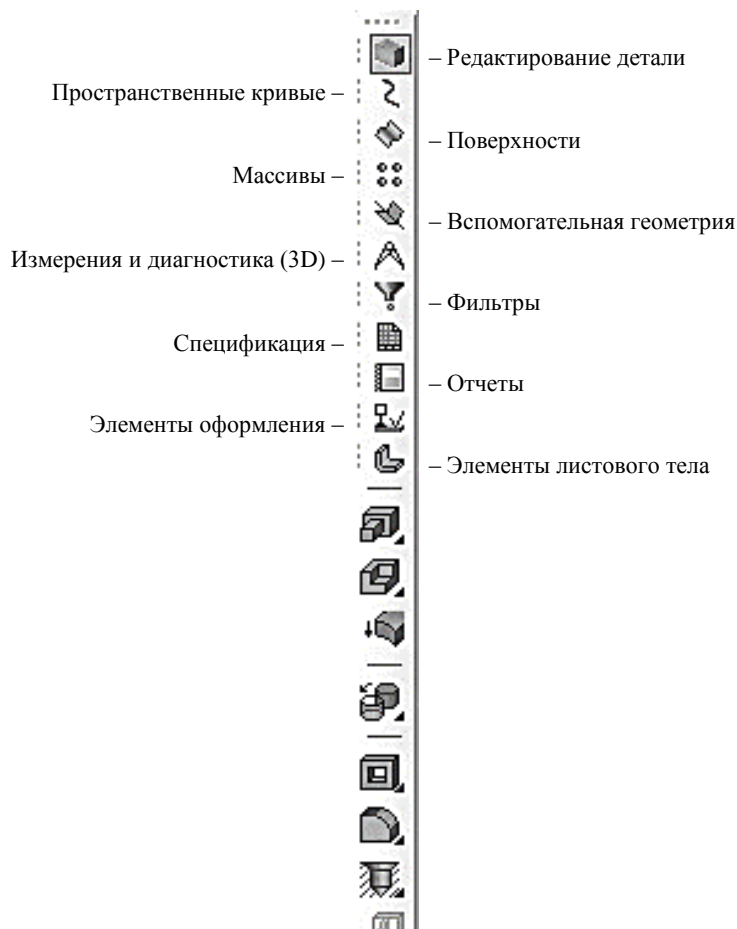 – Редактирование детали
Пространственные кривые –
– Поверхности
Массивы –
– Вспомогательная геометрия
Измерения и диагностика (3D) –
– Фильтры
Спецификация –
– Отчеты
Элементы оформления –
– Элементы листового тела